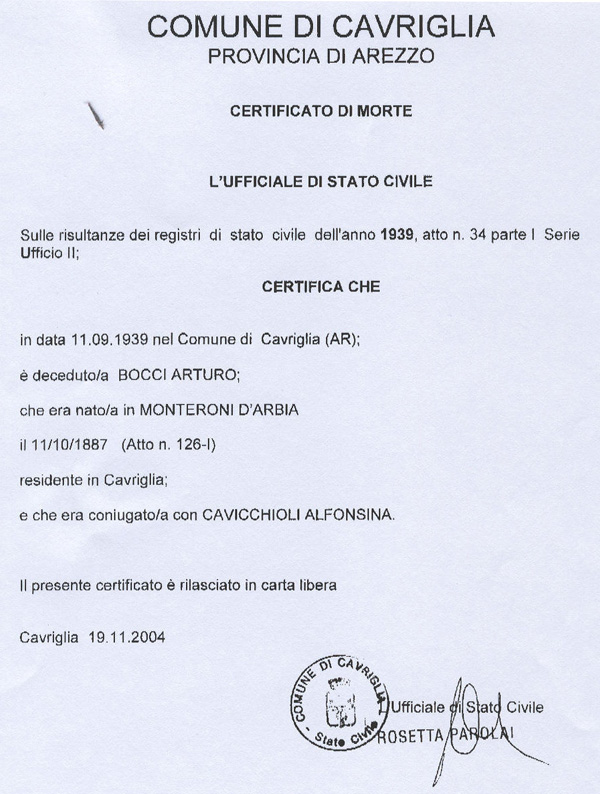 COMUNE DI CAVRIGLIA
PROVINCIA DI AREZZO
CERTIFICATO DI MORTE
L'UFFICIALE DI STATO CIVILE
Sulle risultanze dei registri di stato civile dell'anno 1939, atto n. 34 parte I Serie
Ufficio II;
CERTIFICA CHE
in data 11.09.1939 nel Comune di Cavriglia (AR);
è deceduto/a BOCCI ARTURO;
che era nato/a in MONTERONI D'ARBIA
il 11/10/1887 (Atto n. 126-I)
residente in Cavriglia;
e che era coniugato/a con CAVICCHIOLI ALFONSINA.
Il presente certificato è rilasciato in carta libera
Cavriglia 19.11.2004
COMUNE DI CAVRIGLIA
- Stato Civile -
Ufficiale di Stato Civile
ROSETTA PAROLAI